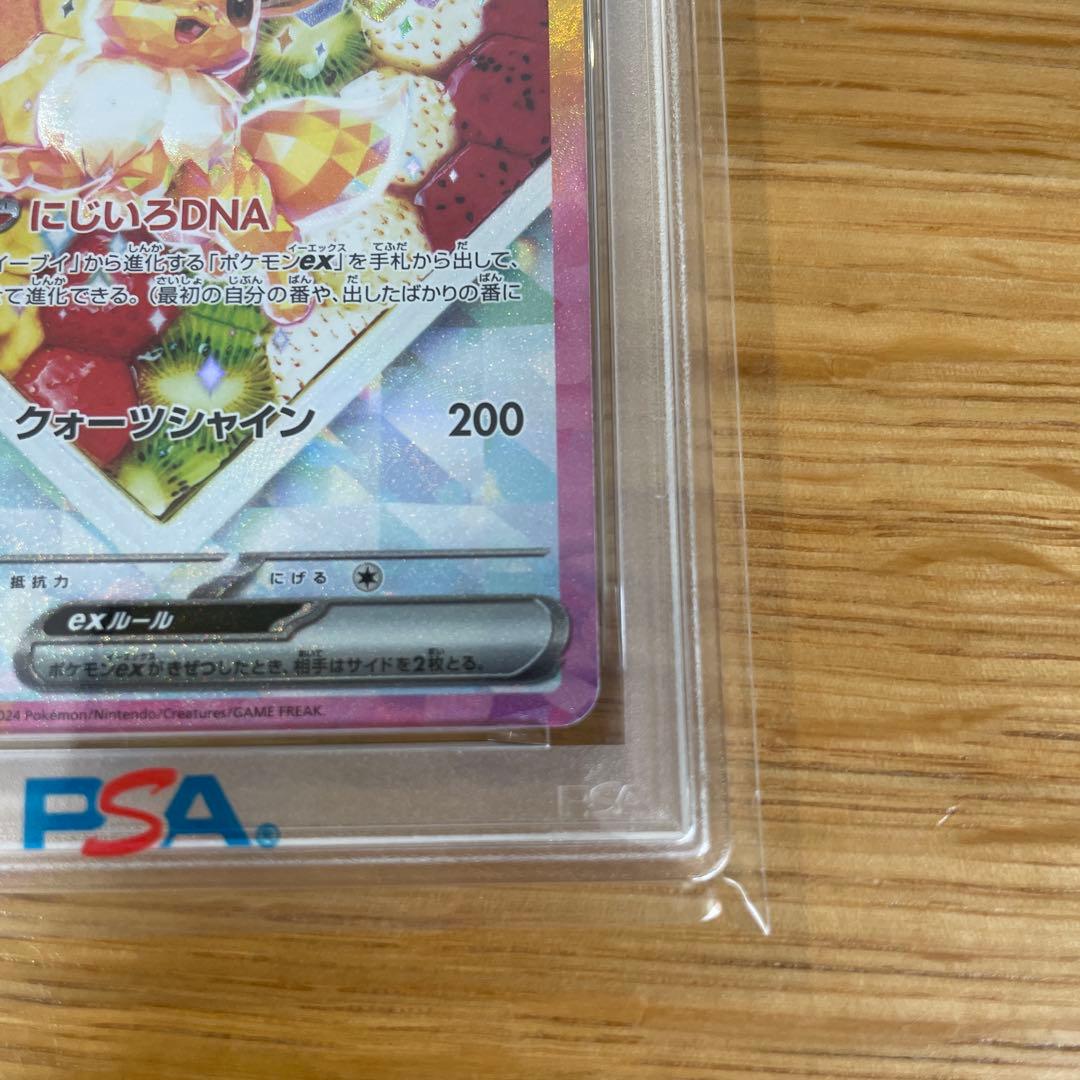 にじいろDNA
イーブイ」から進化する「ポケモンex」を手札から出して、
て進化できる。（最初の自分の番や、出したばかりの番に
クォーツシャイン 200
抵抗力 にげる
exルール
ポケモンexがきぜつしたとき、相手はサイドを2枚とる。
024 Pokémon/Nintendo/Creatures/GAME FREAK.
PSA®
PSA